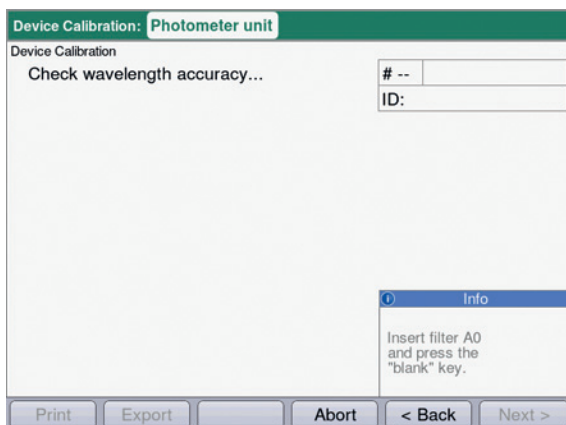 Device Calibration: Photometer unit
Device Calibration
Check wavelength accuracy...
# --
ID:
Info
Insert filter A0
and press the
"blank" key.
Print Export Abort < Back Next >